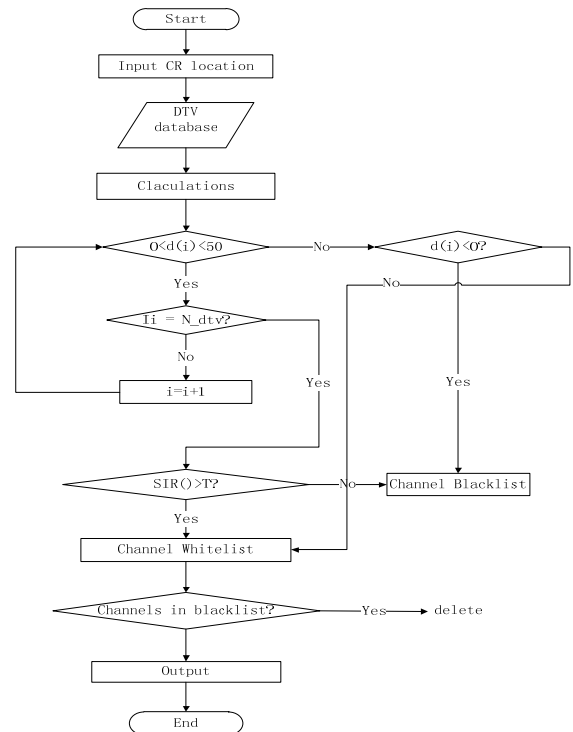 Start
Input CR location
DTV
database
Claculations
0<d(i)<50
No
d(i)<0?
Yes
No
Ii = N_dtv?
No
Yes
Yes
i=i+1
SIR()>T?
No
Channel Blacklist
Yes
Channel Whitelist
Channels in blacklist?
Yes
delete
Output
End